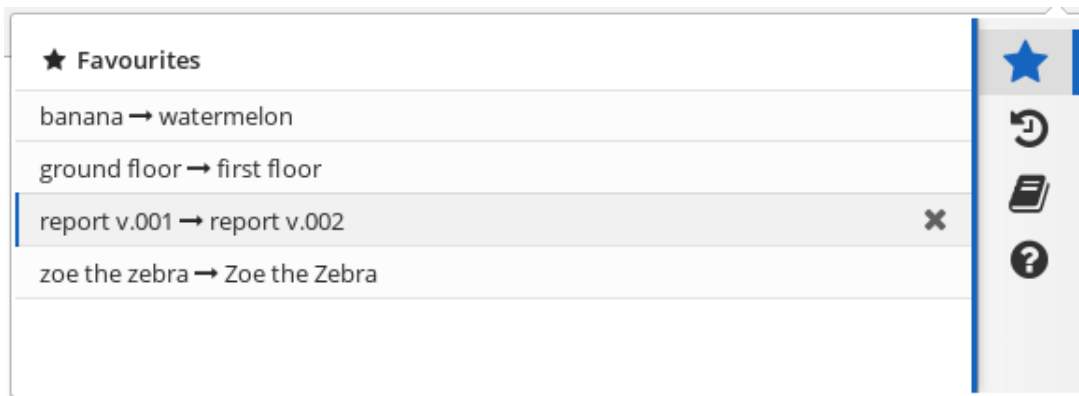 Favourites
banana → watermelon
ground floor → first floor
report v.001 → report v.002
zoe the zebra → Zoe the Zebra